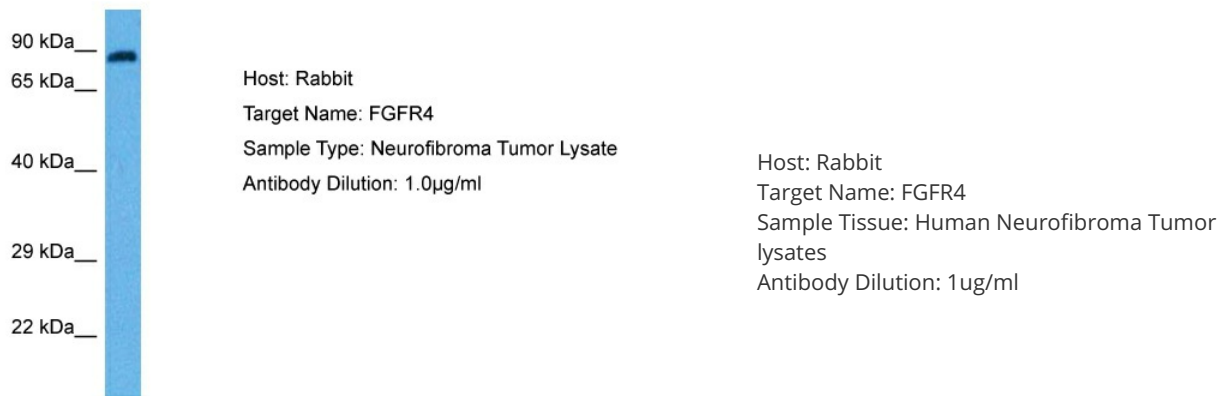 90 kDa__
65 kDa__
40 kDa__
29 kDa__
22 kDa__
Host: Rabbit
Target Name: FGFR4
Sample Type: Neurofibroma Tumor Lysate
Antibody Dilution: 1.0µg/ml
Host: Rabbit
Target Name: FGFR4
Sample Tissue: Human Neurofibroma Tumor
lysates
Antibody Dilution: 1ug/ml